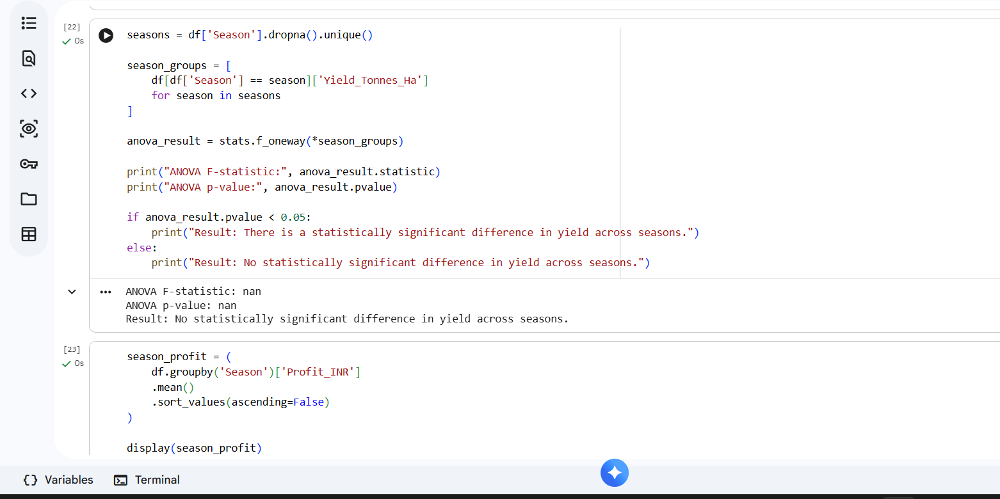 [22]
0s
seasons = df['Season'].dropna().unique()
season_groups = [
    df[df['Season'] == season]['Yield_Tonnes_Ha']
    for season in seasons
]
anova_result = stats.f_oneway(*season_groups)
print("ANOVA F-statistic:", anova_result.statistic)
print("ANOVA p-value:", anova_result.pvalue)
if anova_result.pvalue < 0.05:
    print("Result: There is a statistically significant difference in yield across seasons.")
else:
    print("Result: No statistically significant difference in yield across seasons.")
ANOVA F-statistic: nan
ANOVA p-value: nan
Result: No statistically significant difference in yield across seasons.
[23]
0s
season_profit = (
    df.groupby('Season')['Profit_INR']
    .mean()
    .sort_values(ascending=False)
)
display(season_profit)
Variables
Terminal